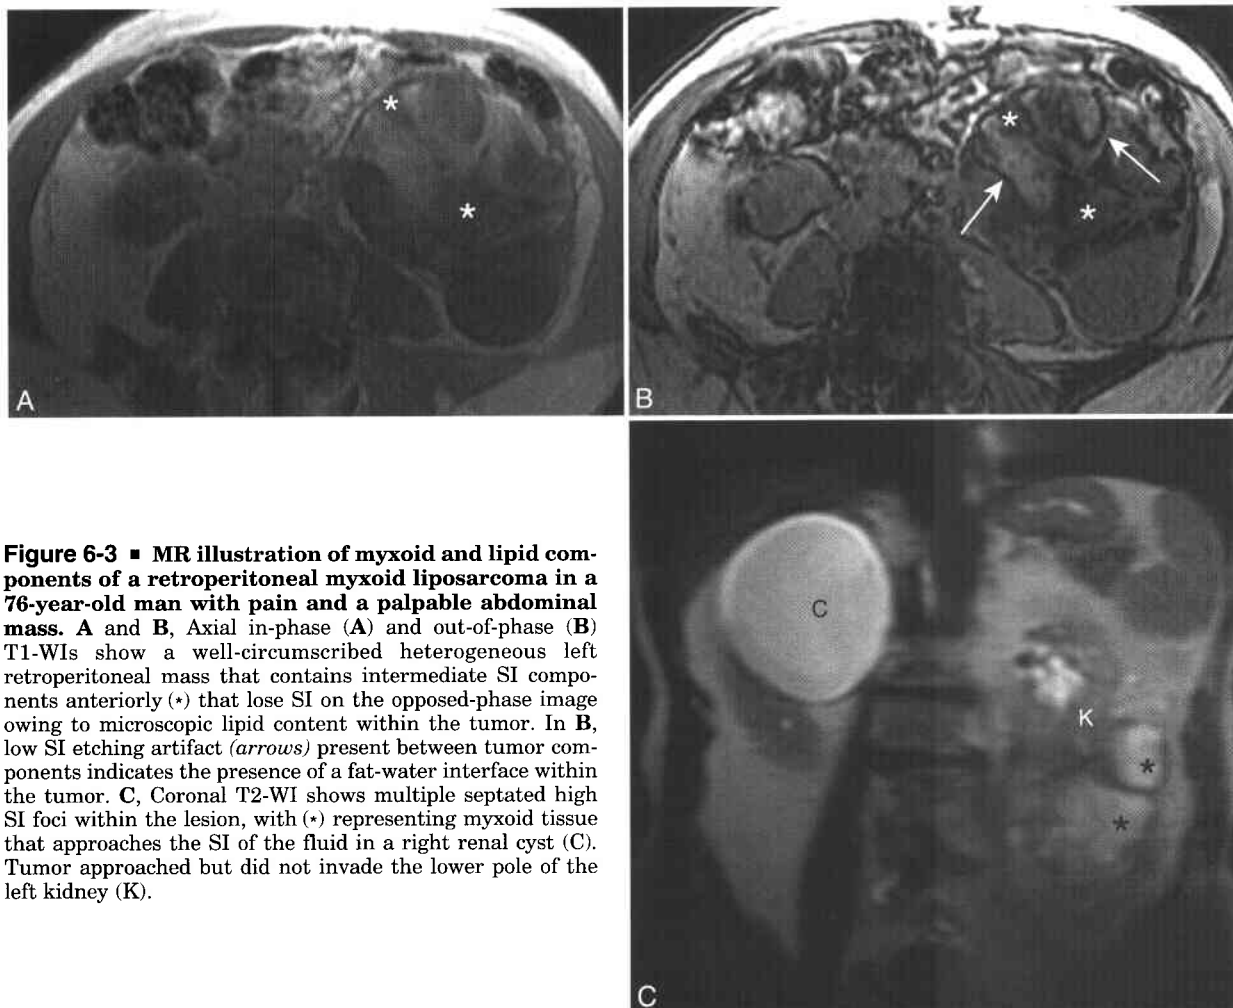 *
*
A
*
*
B
Figure 6-3 ■ MR illustration of myxoid and lipid com-
ponents of a retroperitoneal myxoid liposarcoma in a
76-year-old man with pain and a palpable abdominal
mass. A and B, Axial in-phase (A) and out-of-phase (B)
T1-WIs show a well-circumscribed heterogeneous left
retroperitoneal mass that contains intermediate SI compo-
nents anteriorly (*) that lose SI on the opposed-phase image
owing to microscopic lipid content within the tumor. In B,
low SI etching artifact (arrows) present between tumor com-
ponents indicates the presence of a fat-water interface within
the tumor. C, Coronal T2-WI shows multiple septated high
SI foci within the lesion, with (*) representing myxoid tissue
that approaches the SI of the fluid in a right renal cyst (C).
Tumor approached but did not invade the lower pole of the
left kidney (K).
C
K
*
*
C